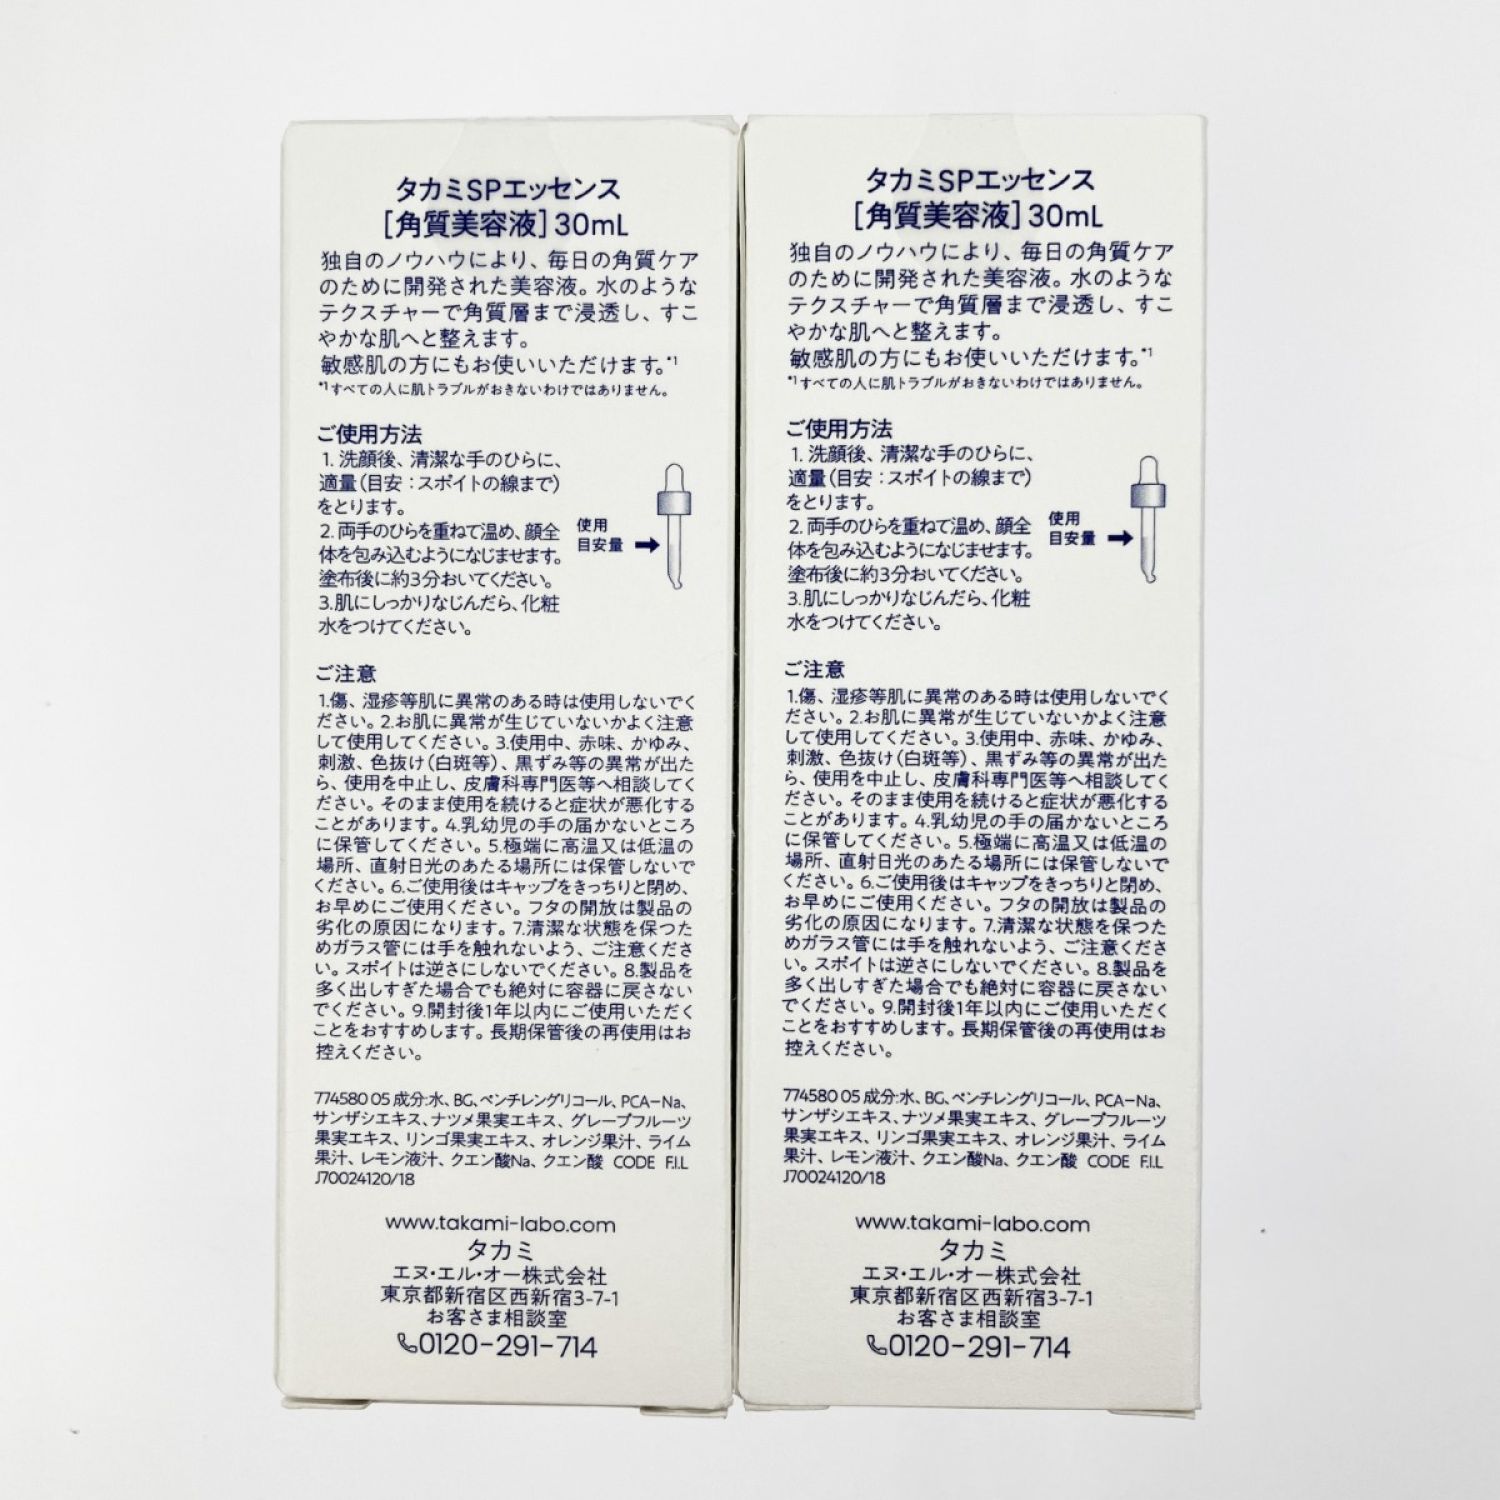 タカミSPエッセンス
[角質美容液] 30mL
独自のノウハウにより、毎日の角質ケア
のために開発された美容液。水のような
テクスチャーで角質層まで浸透し、すこ
やかな肌へと整えます。
敏感肌の方にもお使いいただけます。*1
*1すべての人に肌トラブルがおきないわけではありません。
ご使用方法
1. 洗顔後、清潔な手のひらに、
適量(目安：スポイトの線まで)
をとります。
2. 両手のひらを重ねて温め、顔全
体を包み込むようになじませます。
塗布後に約3分おいてください。
3.肌にしっかりなじんだら、化粧
水をつけてください。
使用
目安量
ご注意
1.傷、湿疹等肌に異常のある時は使用しないでく
ださい。2.お肌に異常が生じていないかよく注意
して使用してください。3.使用中、赤味、かゆみ、
刺激、色抜け(白斑等)、黒ずみ等の異常が出た
ら、使用を中止し、皮膚科専門医等へ相談してく
ださい。そのまま使用を続けると症状が悪化する
ことがあります。4.乳幼児の手の届かないところ
に保管してください。5.極端に高温又は低温の
場所、直射日光のあたる場所には保管しないで
ください。6.ご使用後はキャップをきっちりと閉め、
お早めにご使用ください。フタの開放は製品の
劣化の原因になります。7.清潔な状態を保つた
めガラス管には手を触れないよう、ご注意くださ
い。スポイトは逆さにしないでください。8.製品を
多く出しすぎた場合でも絶対に容器に戻さない
でください。9.開封後1年以内にご使用いただく
ことをおすすめします。長期保管後の再使用はお
控えください。
774580 05 成分:水、BG、ペンチレングリコール、PCA-Na、
サンザシエキス、ナツメ果実エキス、グレープフルーツ
果実エキス、リンゴ果実エキス、オレンジ果汁、ライム
果汁、レモン液汁、クエン酸Na、クエン酸 CODE F.I.L
J70024120/18
www.takami-labo.com
タカミ
エヌ・エル・オー株式会社
東京都新宿区西新宿3-7-1
お客さま相談室
0120-291-714
タカミSPエッセンス
[角質美容液] 30mL
独自のノウハウにより、毎日の角質ケア
のために開発された美容液。水のような
テクスチャーで角質層まで浸透し、すこ
やかな肌へと整えます。
敏感肌の方にもお使いいただけます。*1
*1すべての人に肌トラブルがおきないわけではありません。
ご使用方法
1. 洗顔後、清潔な手のひらに、
適量(目安：スポイトの線まで)
をとります。
2. 両手のひらを重ねて温め、顔全
体を包み込むようになじませます。
塗布後に約3分おいてください。
3.肌にしっかりなじんだら、化粧
水をつけてください。
使用
目安量
ご注意
1.傷、湿疹等肌に異常のある時は使用しないでく
ださい。2.お肌に異常が生じていないかよく注意
して使用してください。3.使用中、赤味、かゆみ、
刺激、色抜け(白斑等)、黒ずみ等の異常が出た
ら、使用を中止し、皮膚科専門医等へ相談してく
ださい。そのまま使用を続けると症状が悪化する
ことがあります。4.乳幼児の手の届かないところ
に保管してください。5.極端に高温又は低温の
場所、直射日光のあたる場所には保管しないで
ください。6.ご使用後はキャップをきっちりと閉め、
お早めにご使用ください。フタの開放は製品の
劣化の原因になります。7.清潔な状態を保つた
めガラス管には手を触れないよう、ご注意くださ
い。スポイトは逆さにしないでください。8.製品を
多く出しすぎた場合でも絶対に容器に戻さない
でください。9.開封後1年以内にご使用いただく
ことをおすすめします。長期保管後の再使用はお
控えください。
774580 05 成分:水、BG、ペンチレングリコール、PCA-Na、
サンザシエキス、ナツメ果実エキス、グレープフルーツ
果実エキス、リンゴ果実エキス、オレンジ果汁、ライム
果汁、レモン液汁、クエン酸Na、クエン酸 CODE F.I.L
J70024120/18
www.takami-labo.com
タカミ
エヌ・エル・オー株式会社
東京都新宿区西新宿3-7-1
お客さま相談室
0120-291-714